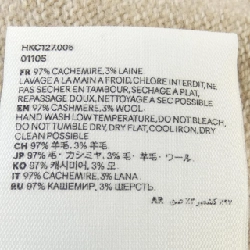 HKC127.006
01105
FR 97% CACHEMIRE, 3% LAINE
LAVAGE A LA MAIN A FROID, CHLORE INTERDIT, NE
PAS SECHER EN TAMBOUR, SECHAGE A PLAT,
REPASSAGE DOUX, NETTOYAGE A SEC POSSIBLE
EN 97% CASHMERE, 3% WOOL
HAND WASH LOW TEMPERATURE, DO NOT BLEACH,
DO NOT TUMBLE DRY, DRY FLAT, COOL IRON, DRY
CLEAN POSSIBLE
CH 97% 羊毛, 3% 羊毛
JP 97% 毛・カシミヤ, 3% 毛・ウール.
KO 97% 캐시미어, 3% 모
IT 97% CACHEMIRE, 3% LANA
RU 97% КАШЕМИР, 3% ШЕРСТЬ.